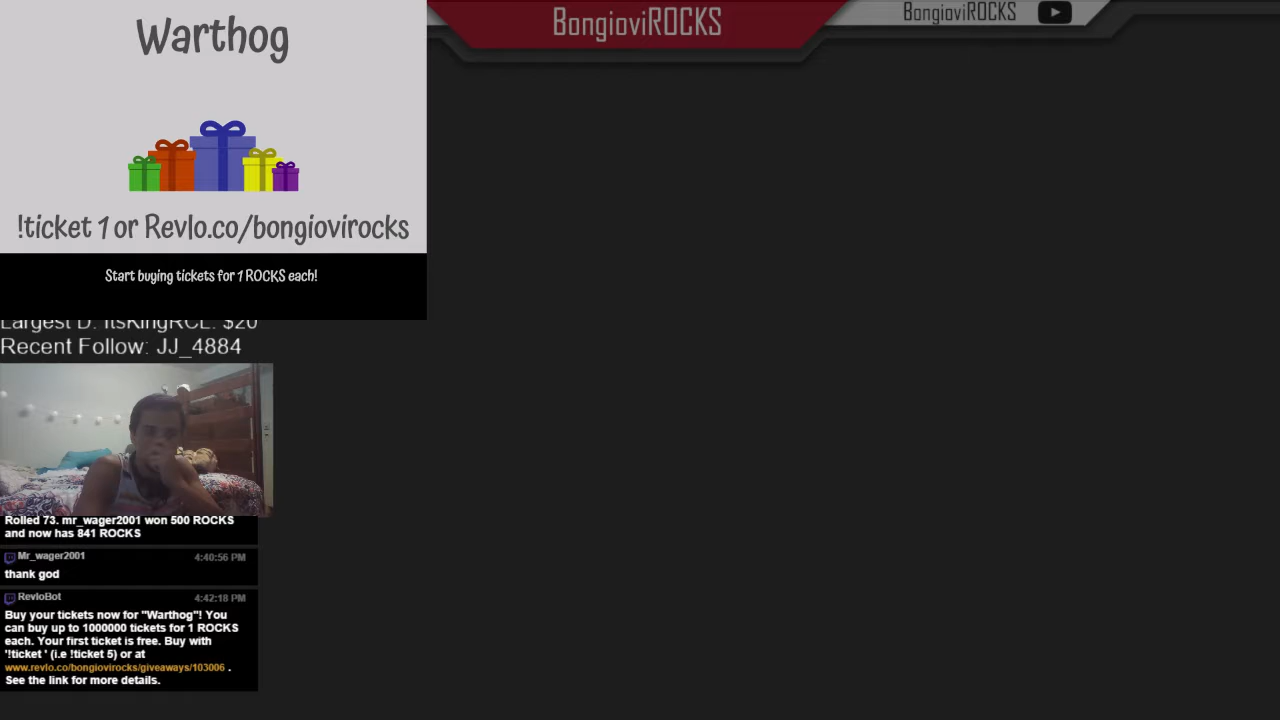 Warthog
!ticket 1 or Revlo.co/bongiovirocks
Start buying tickets for 1 ROCKS each!
BongioviROCKS
BongioviROCKS
Largest D: ItsKingRCL: $20
Recent Follow: JJ_4884
Rolled 73. mr_wager2001 won 500 ROCKS
and now has 841 ROCKS
Mr_wager2001 4:40:56 PM
thank god
RevloBot 4:42:18 PM
Buy your tickets now for "Warthog"! You
can buy up to 1000000 tickets for 1 ROCKS
each. Your first ticket is free. Buy with
'!ticket ' (i.e !ticket 5) or at
www.revlo.co/bongiovirocks/giveaways/103006 .
See the link for more details.